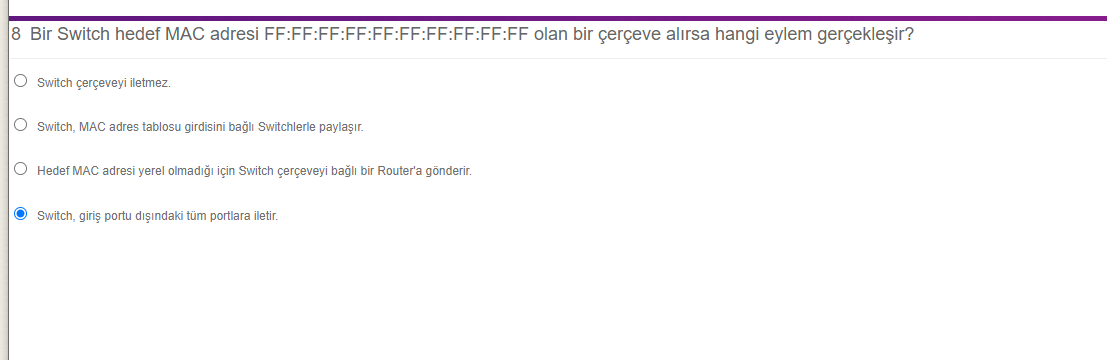 8 Bir Switch hedef MAC adresi FF:FF:FF:FF:FF:FF:FF:FF:FF:FF olan bir çerçeve alırsa hangi eylem gerçekleşir?
Switch çerçeveyi iletmez.
Switch, MAC adres tablosu girdisini bağlı Switchlerle paylaşır.
Hedef MAC adresi yerel olmadığı için Switch çerçeveyi bağlı bir Router'a gönderir.
Switch, giriş portu dışındaki tüm portlara iletir.